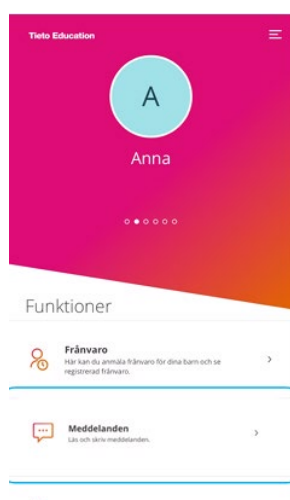 Tieto Education
A
Anna
Funktioner
Frånvaro
Här kan du anmäla frånvaro för dina barn och se
registrerad frånvaro.
Meddelanden
Läs och skriv meddelanden.